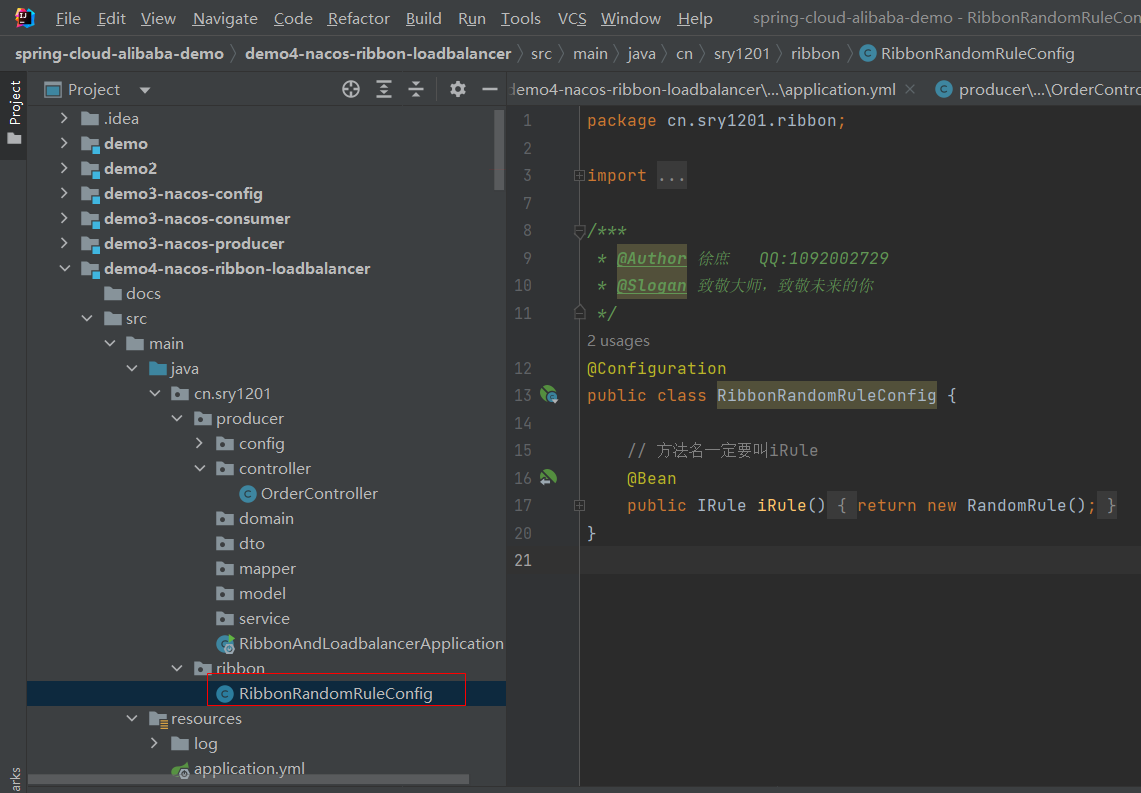 File Edit View Navigate Code Refactor Build Run Tools VCS Window Help spring-cloud-alibaba-demo - RibbonRandomRuleCon
spring-cloud-alibaba-demo demo4-nacos-ribbon-loadbalancer src main java cn sry1201 ribbon RibbonRandomRuleConfig
Project
Project
.idea
demo
demo2
demo3-nacos-config
demo3-nacos-consumer
demo3-nacos-producer
demo4-nacos-ribbon-loadbalancer
docs
src
main
java
cn.sry1201
producer
config
controller
OrderController
domain
dto
mapper
model
service
RibbonAndLoadbalancerApplication
ribbon
RibbonRandomRuleConfig
resources
log
application.yml
arks
demo4-nacos-ribbon-loadbalancer\...\application.yml producer\...\OrderContro
1 package cn.sry1201.ribbon;
2
3 import ...
7
8 /***
9 * @Author 徐庶 QQ:1092002729
10 * @Slogan 致敬大师，致敬未来的你
11 */
2 usages
12 @Configuration
13 public class RibbonRandomRuleConfig {
14
15 // 方法名一定要叫iRule
16 @Bean
17 public IRule iRule() { return new RandomRule(); }
20 }
21